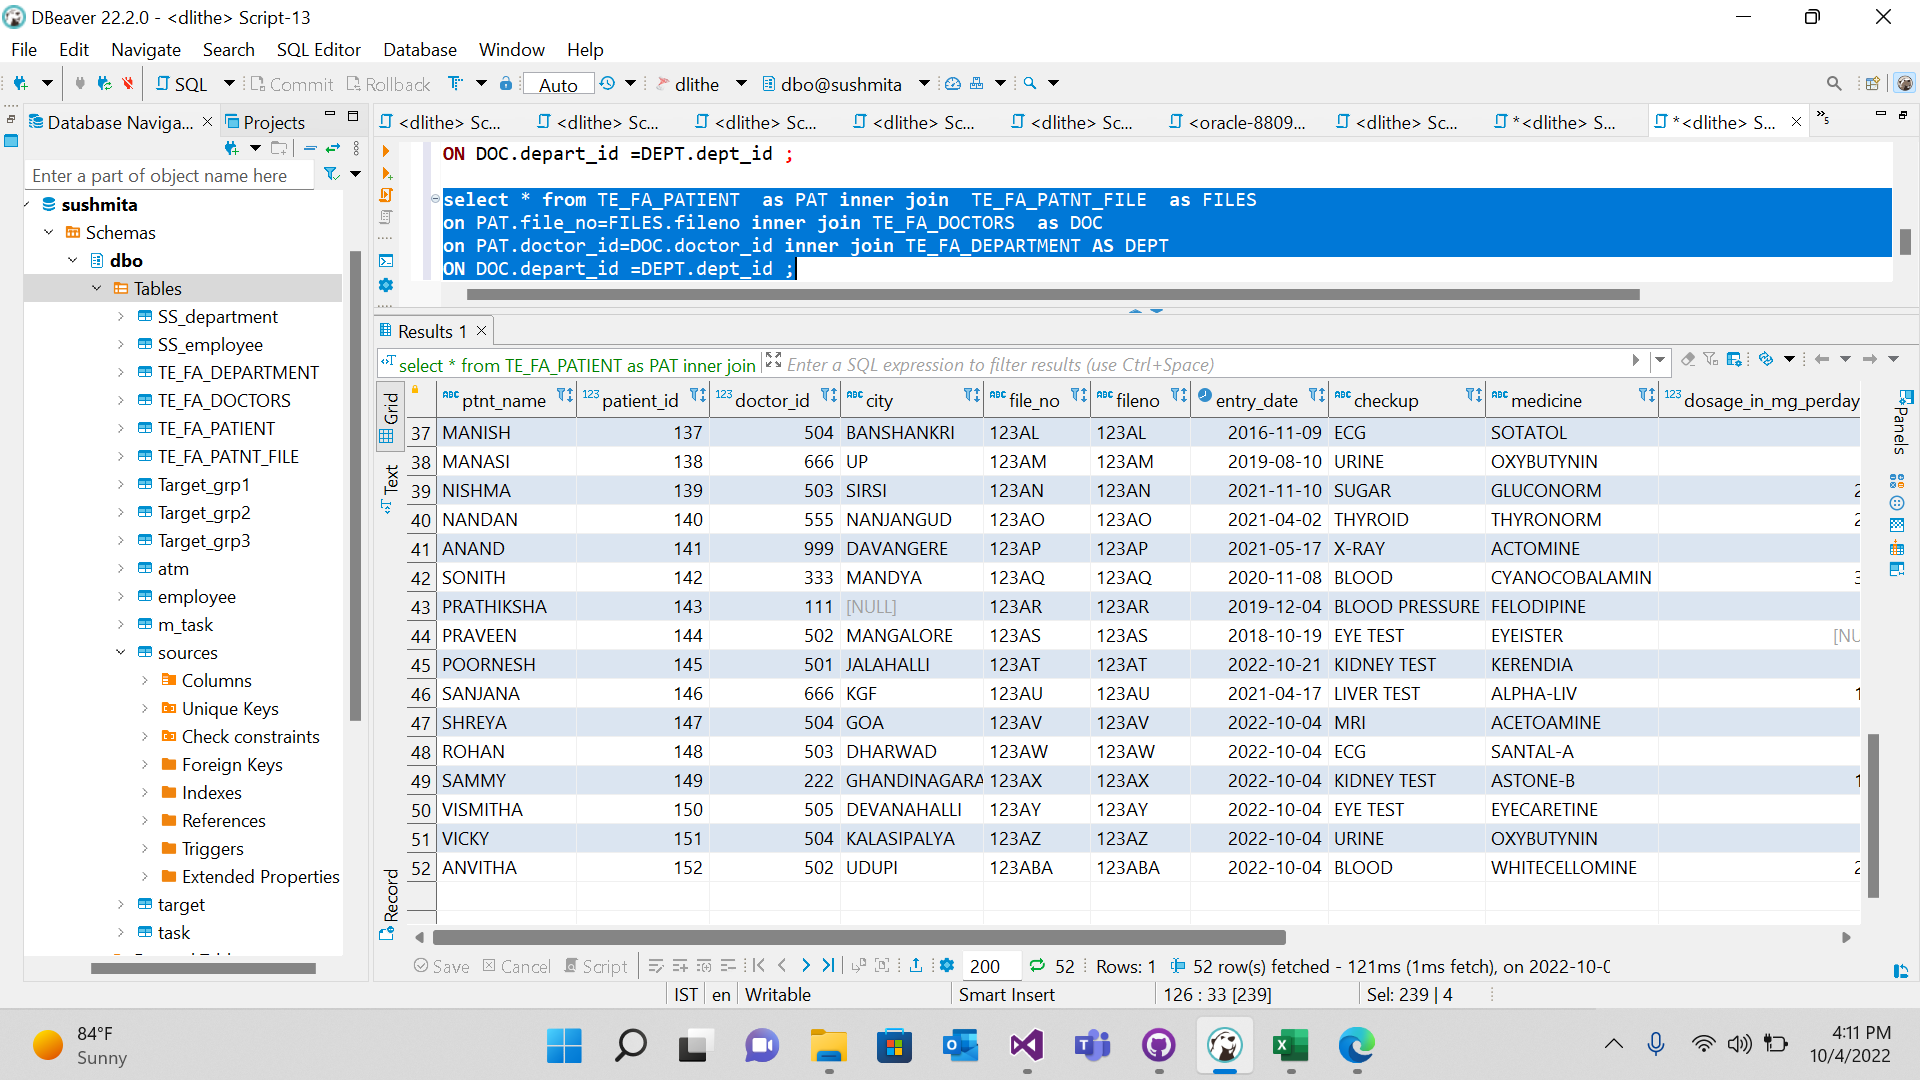 DBeaver 22.2.0 - <dlithe> Script-13
File Edit Navigate Search SQL Editor Database Window Help
SQL Commit Rollback Auto dlithe dbo@sushmita
Database Naviga... Projects
<dlithe> Sc... <dlithe> Sc... <dlithe> Sc... <dlithe> Sc... <dlithe> Sc... <oracle-8809... <dlithe> Sc... *<dlithe> S... *<dlithe> S... »5
Enter a part of object name here
sushmita
Schemas
dbo
Tables
SS_department
SS_employee
TE_FA_DEPARTMENT
TE_FA_DOCTORS
TE_FA_PATIENT
TE_FA_PATNT_FILE
Target_grp1
Target_grp2
Target_grp3
atm
employee
m_task
sources
Columns
Unique Keys
Check constraints
Foreign Keys
Indexes
References
Triggers
Extended Properties
target
task
ON DOC.depart_id =DEPT.dept_id ;
select * from TE_FA_PATIENT as PAT inner join TE_FA_PATNT_FILE as FILES
on PAT.file_no=FILES.fileno inner join TE_FA_DOCTORS as DOC
on PAT.doctor_id=DOC.doctor_id inner join TE_FA_DEPARTMENT AS DEPT
ON DOC.depart_id =DEPT.dept_id ;
Results 1
select * from TE_FA_PATIENT as PAT inner join Enter a SQL expression to filter results (use Ctrl+Space)
Grid
Text
Record
Panels
ABC ptnt_name 123 patient_id 123 doctor_id ABC city ABC file_no ABC fileno entry_date ABC checkup ABC medicine 123 dosage_in_mg_perday
37 MANISH 137 504 BANSHANKRI 123AL 123AL 2016-11-09 ECG SOTATOL
38 MANASI 138 666 UP 123AM 123AM 2019-08-10 URINE OXYBUTYNIN
39 NISHMA 139 503 SIRSI 123AN 123AN 2021-11-10 SUGAR GLUCONORM 2
40 NANDAN 140 555 NANJANGUD 123AO 123AO 2021-04-02 THYROID THYRONORM 2
41 ANAND 141 999 DAVANGERE 123AP 123AP 2021-05-17 X-RAY ACTOMINE
42 SONITH 142 333 MANDYA 123AQ 123AQ 2020-11-08 BLOOD CYANOCOBALAMIN 3
43 PRATHIKSHA 143 111 [NULL] 123AR 123AR 2019-12-04 BLOOD PRESSURE FELODIPINE
44 PRAVEEN 144 502 MANGALORE 123AS 123AS 2018-10-19 EYE TEST EYEISTER [NU
45 POORNESH 145 501 JALAHALLI 123AT 123AT 2022-10-21 KIDNEY TEST KERENDIA
46 SANJANA 146 666 KGF 123AU 123AU 2021-04-17 LIVER TEST ALPHA-LIV 1
47 SHREYA 147 504 GOA 123AV 123AV 2022-10-04 MRI ACETOAMINE
48 ROHAN 148 503 DHARWAD 123AW 123AW 2022-10-04 ECG SANTAL-A
49 SAMMY 149 222 GHANDINAGARA 123AX 123AX 2022-10-04 KIDNEY TEST ASTONE-B 1
50 VISMITHA 150 505 DEVANAHALLI 123AY 123AY 2022-10-04 EYE TEST EYECARETINE
51 VICKY 151 504 KALASIPALYA 123AZ 123AZ 2022-10-04 URINE OXYBUTYNIN
52 ANVITHA 152 502 UDUPI 123ABA 123ABA 2022-10-04 BLOOD WHITECELLOMINE 2
Save Cancel Script 200 52 Rows: 1 52 row(s) fetched - 121ms (1ms fetch), on 2022-10-0
IST en Writable Smart Insert 126 : 33 [239] Sel: 239 | 4
84°F
Sunny
4:11 PM
10/4/2022